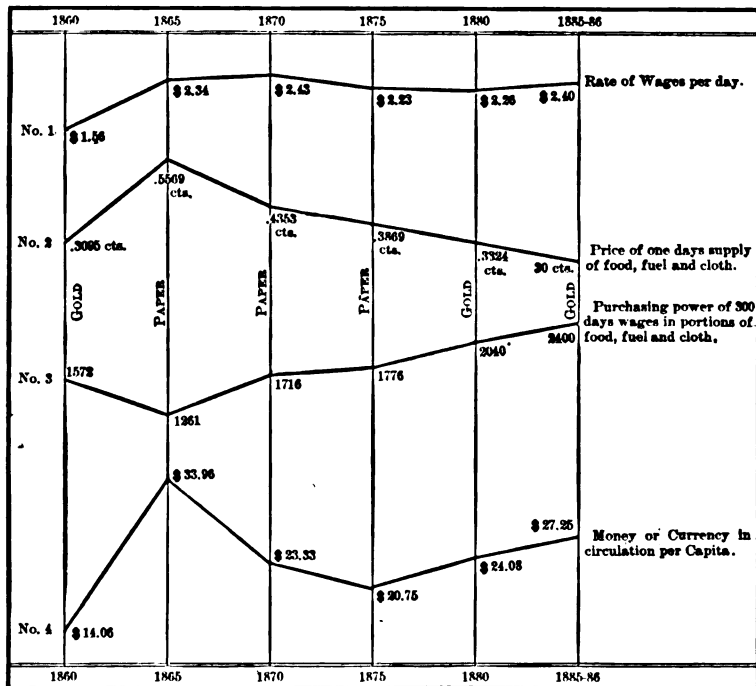 1860 1865 1870 1875 1880 1885-86
Rate of Wages per day.
$ 2.34 $ 2.43 $ 2.23 $ 2.26 $ 2.40
No. 1 $ 1.56
.5569
cts.
.4353
cts.
.3869
cts.
No. 2 .3095 cts.
.3324
cts.
30 cts.
Price of one days supply
of food, fuel and cloth.
GOLD PAPER PAPER PAPER GOLD GOLD
Purchasing power of 300
days wages in portions of
food, fuel and cloth.
2040 2400
No. 3 1572
1261 1716 1776
$ 33.96
$ 27.25
Money or Currency in
circulation per Capita.
$ 23.33 $ 24.08
$ 20.75
No. 4 $ 14.06
1860 1865 1870 1875 1880 1885-86